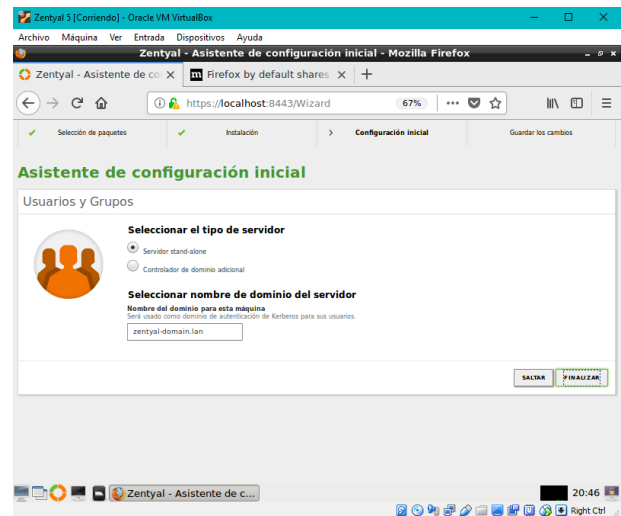 Zentyal 5 [Corriendo] - Oracle VM VirtualBox
Archivo Máquina Ver Entrada Dispositivos Ayuda
Zentyal - Asistente de configuración inicial - Mozilla Firefox
Zentyal - Asistente de co
m Firefox by default shares
https://localhost:8443/Wizard 67%
Selección de paquetes Instalación Configuración inicial Guardar los cambios
Asistente de configuración inicial
Usuarios y Grupos
Seleccionar el tipo de servidor
Servidor stand-alone
Controlador de dominio adicional
Seleccionar nombre de dominio del servidor
Nombre del dominio para esta máquina
Será usado como dominio de autenticación de Kerberos para sus usuarios.
zentyal-domain.lan
SALTAR FINALIZAR
Zentyal - Asistente de c... 20:46
Right Ctrl